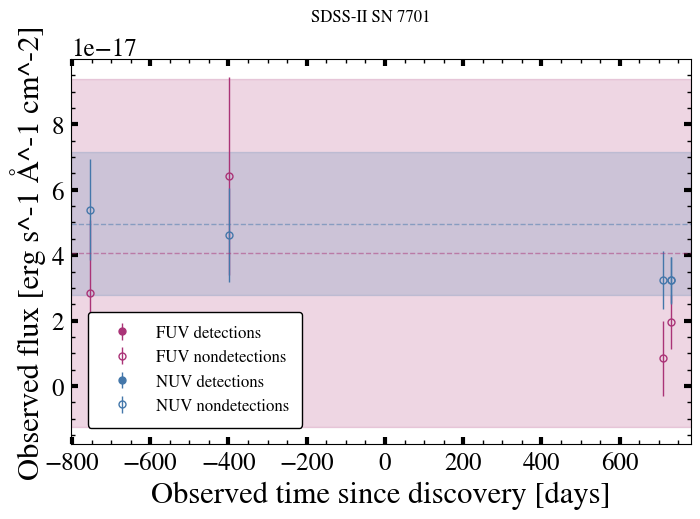 SDSS-II SN 7701
1e−17
Observed flux [erg s^-1 Å^-1 cm^-2]
8
6
4
2
0
FUV detections
FUV nondetections
NUV detections
NUV nondetections
−800 −600 −400 −200 0 200 400 600
Observed time since discovery [days]